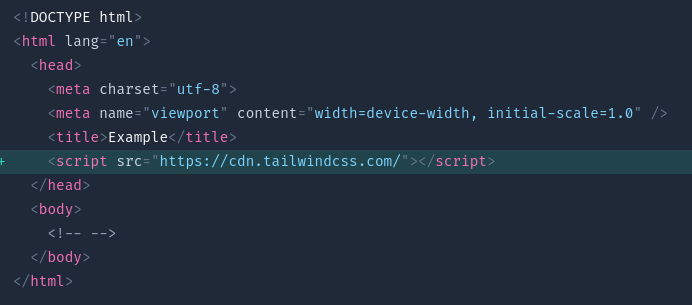 <!DOCTYPE html>
<html lang="en">
<head>
<meta charset="utf-8">
<meta name="viewport" content="width=device-width, initial-scale=1.0" />
<title>Example</title>
+ <script src="https://cdn.tailwindcss.com/"></script>
</head>
<body>
<!-- -->
</body>
</html>